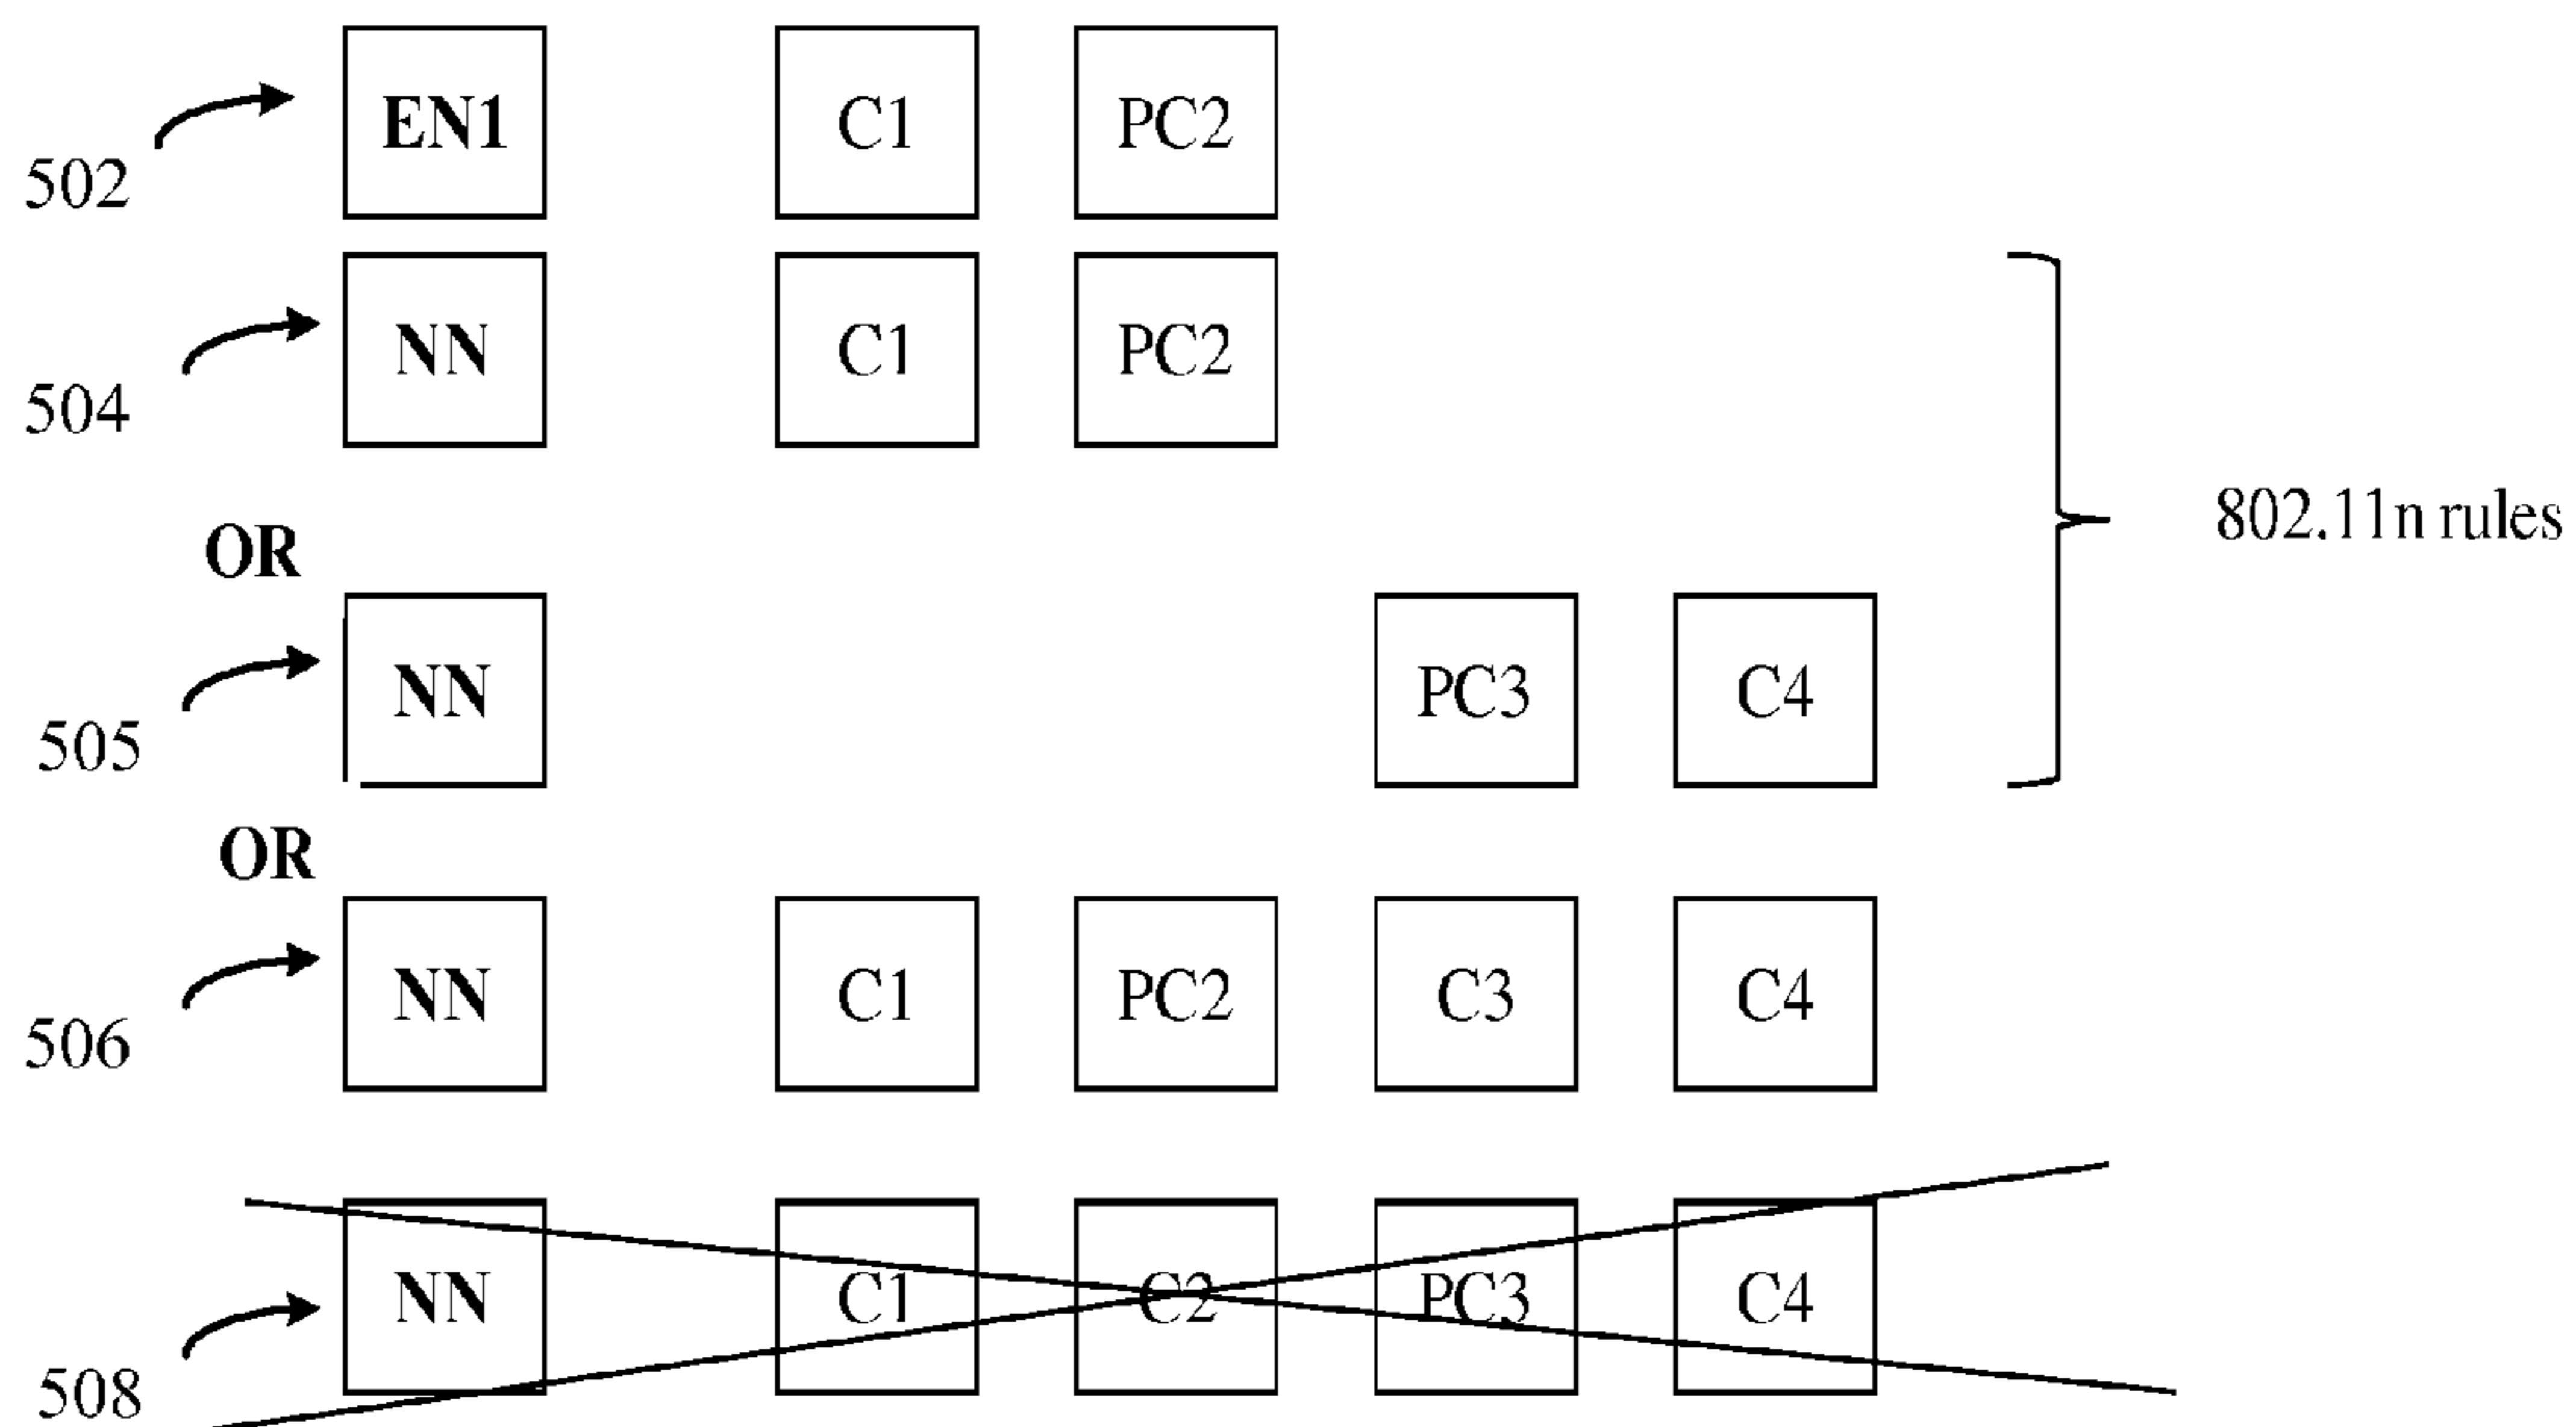 EN1 C1 PC2
502
NN C1 PC2
504
802.11n rules
OR
NN PC3 C4
505
OR
NN C1 PC2 C3 C4
506
NN C1 C2 PC3 C4
508